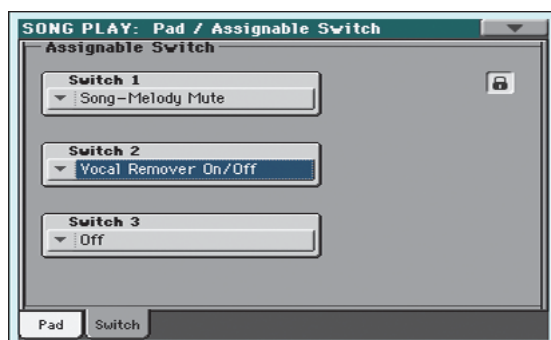 SONG PLAY: Pad / Assignable Switch
Assignable Switch
Switch 1
Song-Melody Mute
Switch 2
Vocal Remover On/Off
Switch 3
Off
Pad Switch